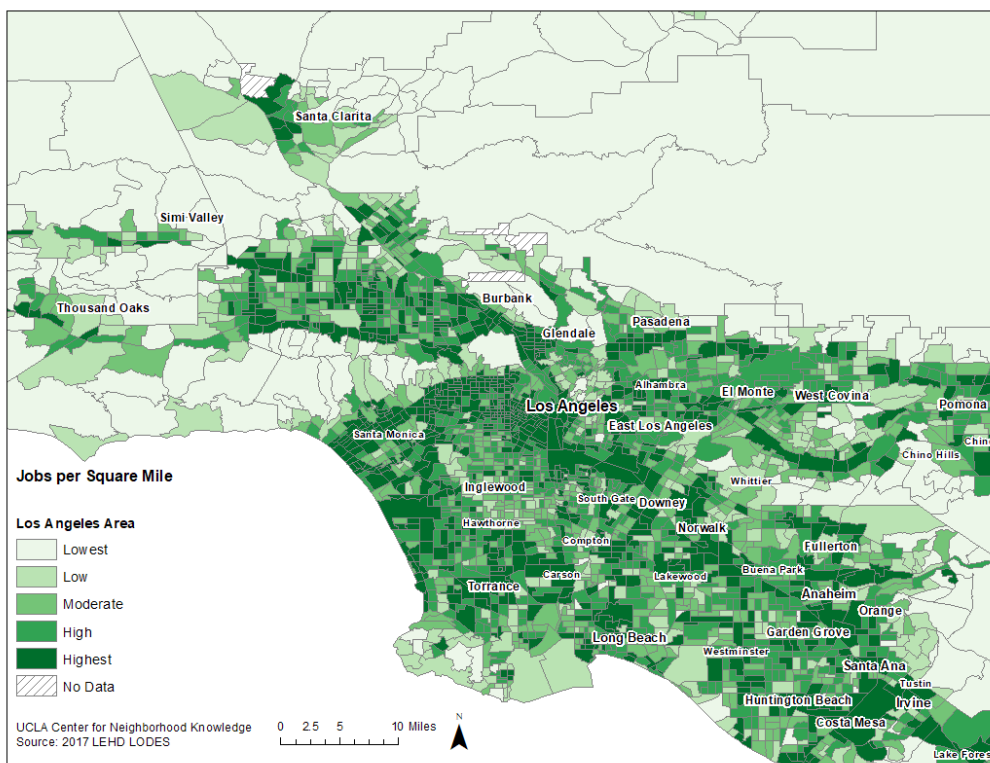 Santa Clarita
Simi Valley
Thousand Oaks
Burbank
Glendale
Pasadena
Alhambra
El Monte
West Covina
Pomona
Los Angeles
East Los Angeles
Santa Monica
Chino
Chino Hills
Whittier
Inglewood
South Gate
Downey
Hawthorne
Norwalk
Compton
Fullerton
Torrance
Carson
Lakewood
Buena Park
Anaheim
Orange
Long Beach
Garden Grove
Westminster
Santa Ana
Tustin
Huntington Beach
Irvine
Costa Mesa
Lake Fores
Jobs per Square Mile
Los Angeles Area
Lowest
Low
Moderate
High
Highest
No Data
UCLA Center for Neighborhood Knowledge
Source: 2017 LEHD LODES
0 2.5 5 10 Miles
N